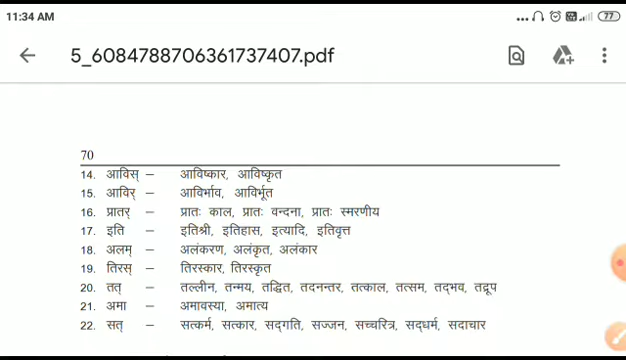 11:34 AM 77
5_6084788706361737407.pdf
70
14. आविस् – आविष्कार, आविष्कृत
15. आविर् – आविर्भाव, आविर्भूत
16. प्रातर् – प्रातः काल, प्रातः वन्दना, प्रातः स्मरणीय
17. इति – इतिश्री, इतिहास, इत्यादि, इतिवृत्त
18. अलम् – अलंकरण, अलंकृत, अलंकार
19. तिरस् – तिरस्कार, तिरस्कृत
20. तत् – तल्लीन, तन्मय, तद्धित, तदनन्तर, तत्काल, तत्सम, तद्भव, तद्रूप
21. अमा – अमावस्या, अमात्य
22. सत् – सत्कर्म, सत्कार, सद्गति, सज्जन, सच्चरित्र, सद्धर्म, सदाचार